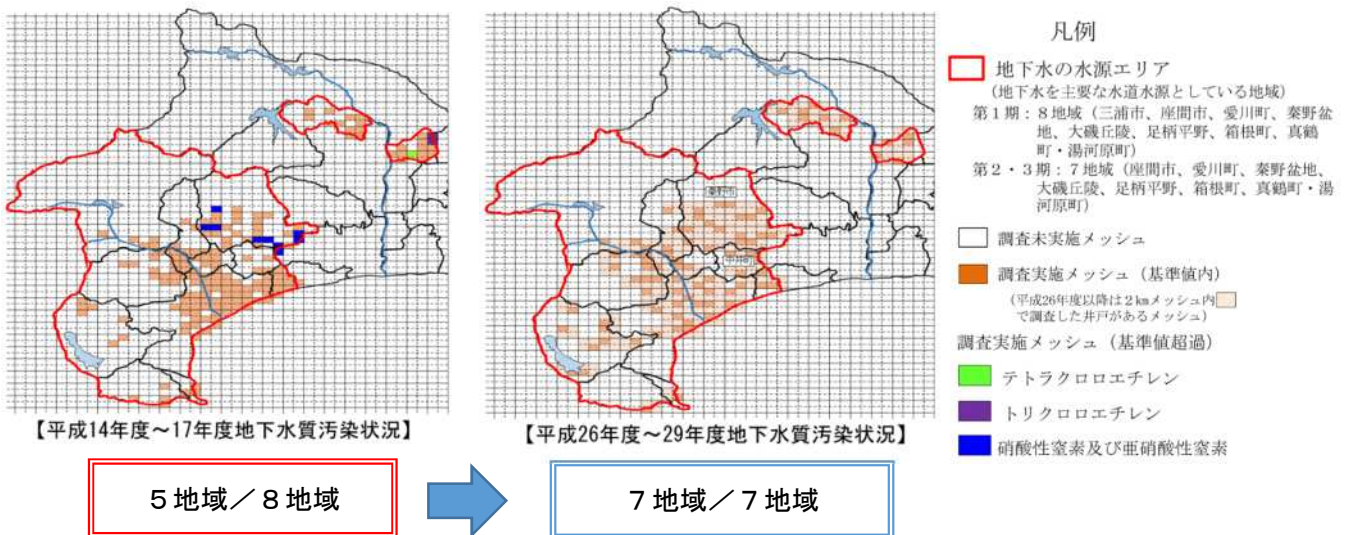 秦野市
中井町
【平成14年度～17年度地下水質汚染状況】
【平成26年度～29年度地下水質汚染状況】
5地域／8地域
7地域／7地域
凡例
地下水の水源エリア
(地下水を主要な水道水源としている地域)
第1期：8地域（三浦市、座間市、愛川町、秦野盆
地、大磯丘陵、足柄平野、箱根町、真鶴
町・湯河原町）
第2・3期：7地域（座間市、愛川町、秦野盆地、
大磯丘陵、足柄平野、箱根町、真鶴町・湯
河原町）
調査未実施メッシュ
調査実施メッシュ（基準値内）
(平成26年度以降は2kmメッシュ内
で調査した井戸があるメッシュ)
調査実施メッシュ（基準値超過）
テトラクロロエチレン
トリクロロエチレン
硝酸性窒素及び亜硝酸性窒素